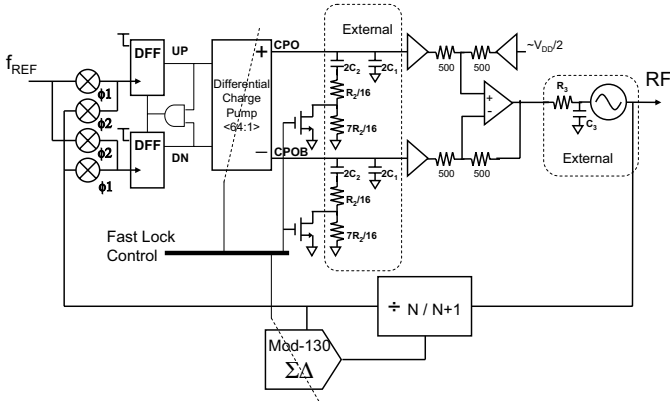 External
DFF
UP
+
CPO
~V_DD/2
f_REF
2C_2
2C_1
500
500
ϕ1
Differential
Charge
Pump
<64:1>
R_2/16
R_3
RF
ϕ2
7R_2/16
+
-
C_3
ϕ2
DFF
DN
−
CPOB
External
ϕ1
2C_2
2C_1
500
500
R_2/16
Fast Lock
Control
7R_2/16
÷ N / N+1
Mod-130
ΣΔ